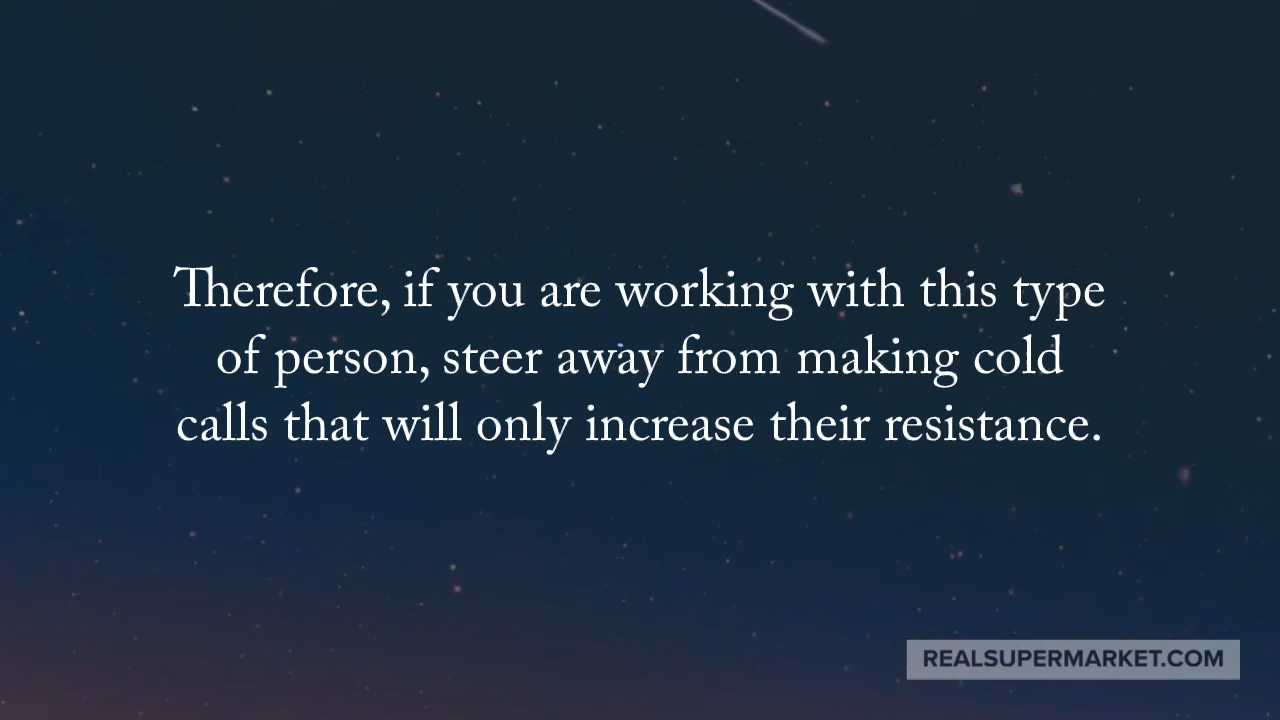 Therefore, if you are working with this type
of person, steer away from making cold
calls that will only increase their resistance.
REALSUPERMARKET.COM